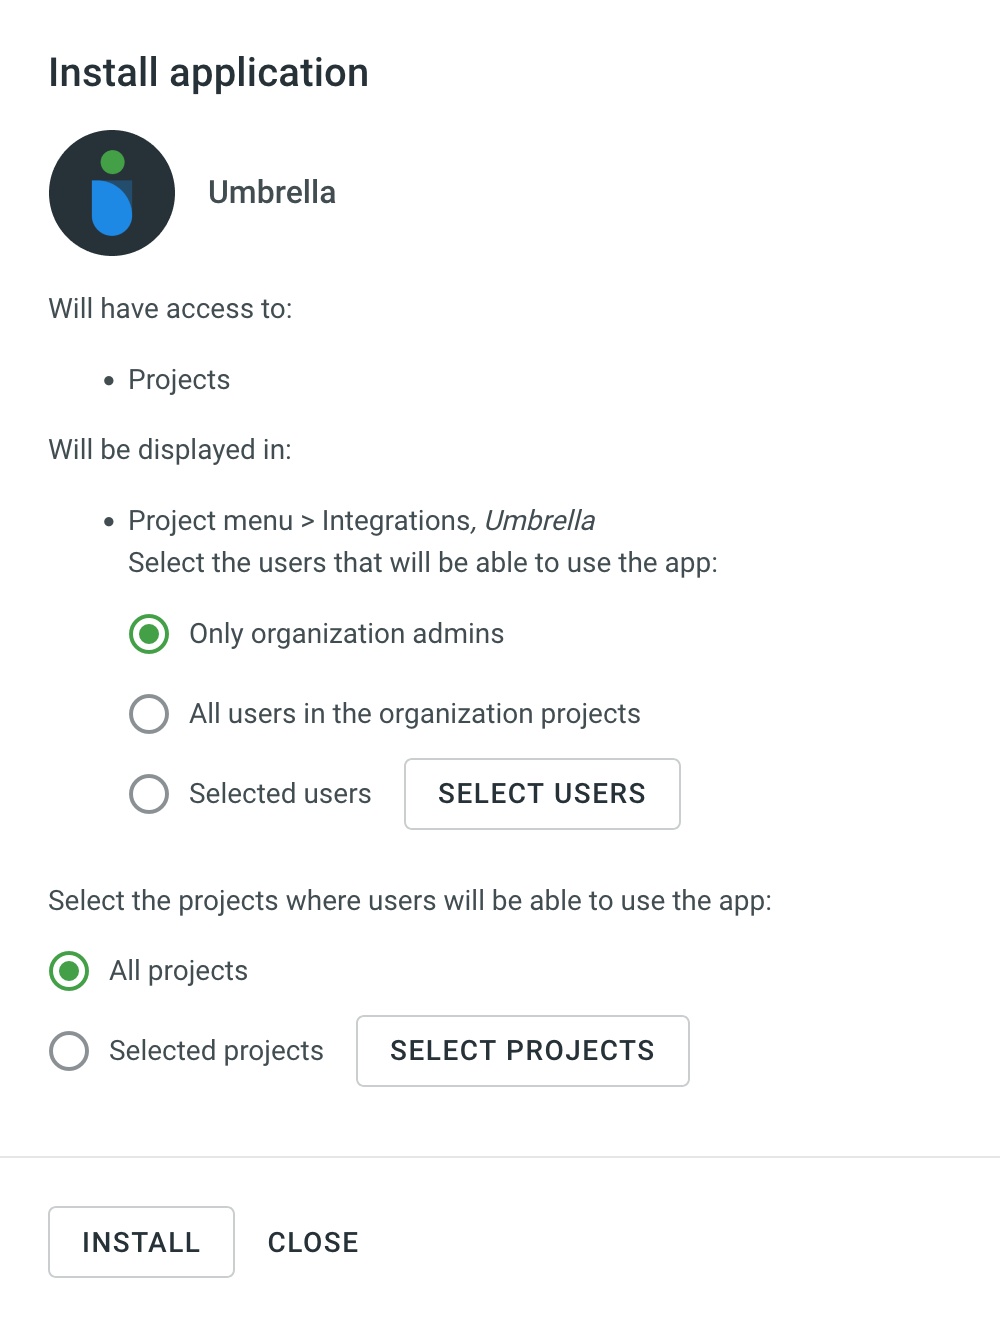 Install application
Umbrella
Will have access to:
Projects
Will be displayed in:
Project menu > Integrations, Umbrella
Select the users that will be able to use the app:
Only organization admins
All users in the organization projects
Selected users SELECT USERS
Select the projects where users will be able to use the app:
All projects
Selected projects SELECT PROJECTS
INSTALL CLOSE